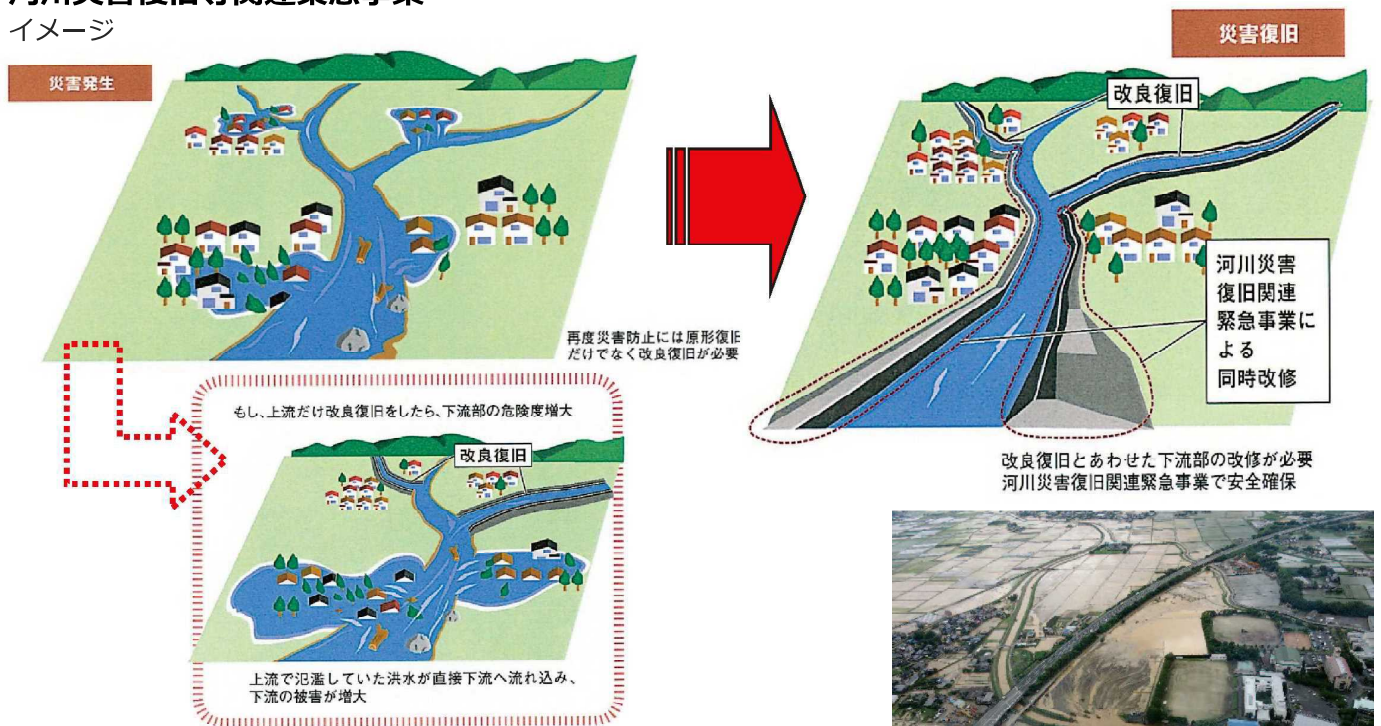 イメージ
災害発生
再度災害防止には原形復旧
だけでなく改良復旧が必要
もし、上流だけ改良復旧をしたら、下流部の危険度増大
改良復旧
上流で氾濫していた洪水が直接下流へ流れ込み、
下流の被害が増大
災害復旧
改良復旧
河川災害
復旧関連
緊急事業に
よる
同時改修
改良復旧とあわせた下流部の改修が必要
河川災害復旧関連緊急事業で安全確保